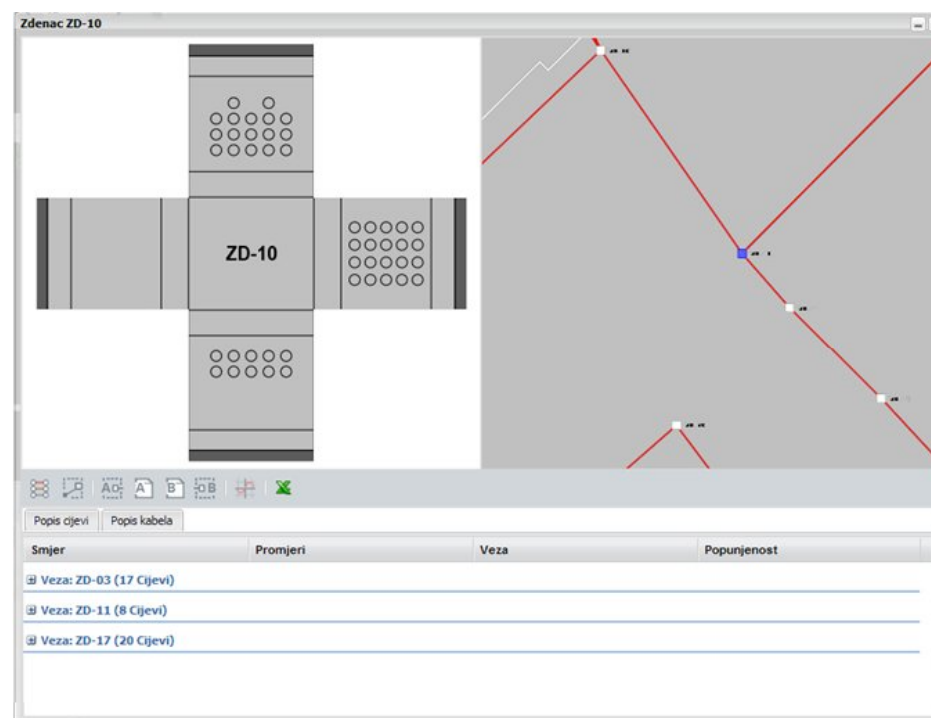 Zdenac ZD-10
ZD-10
A
A
B
B
Popis cijevi Popis kabela
Smjer Promjeri Veza Popunjenost
Veza: ZD-03 (17 Cijevi)
Veza: ZD-11 (8 Cijevi)
Veza: ZD-17 (20 Cijevi)